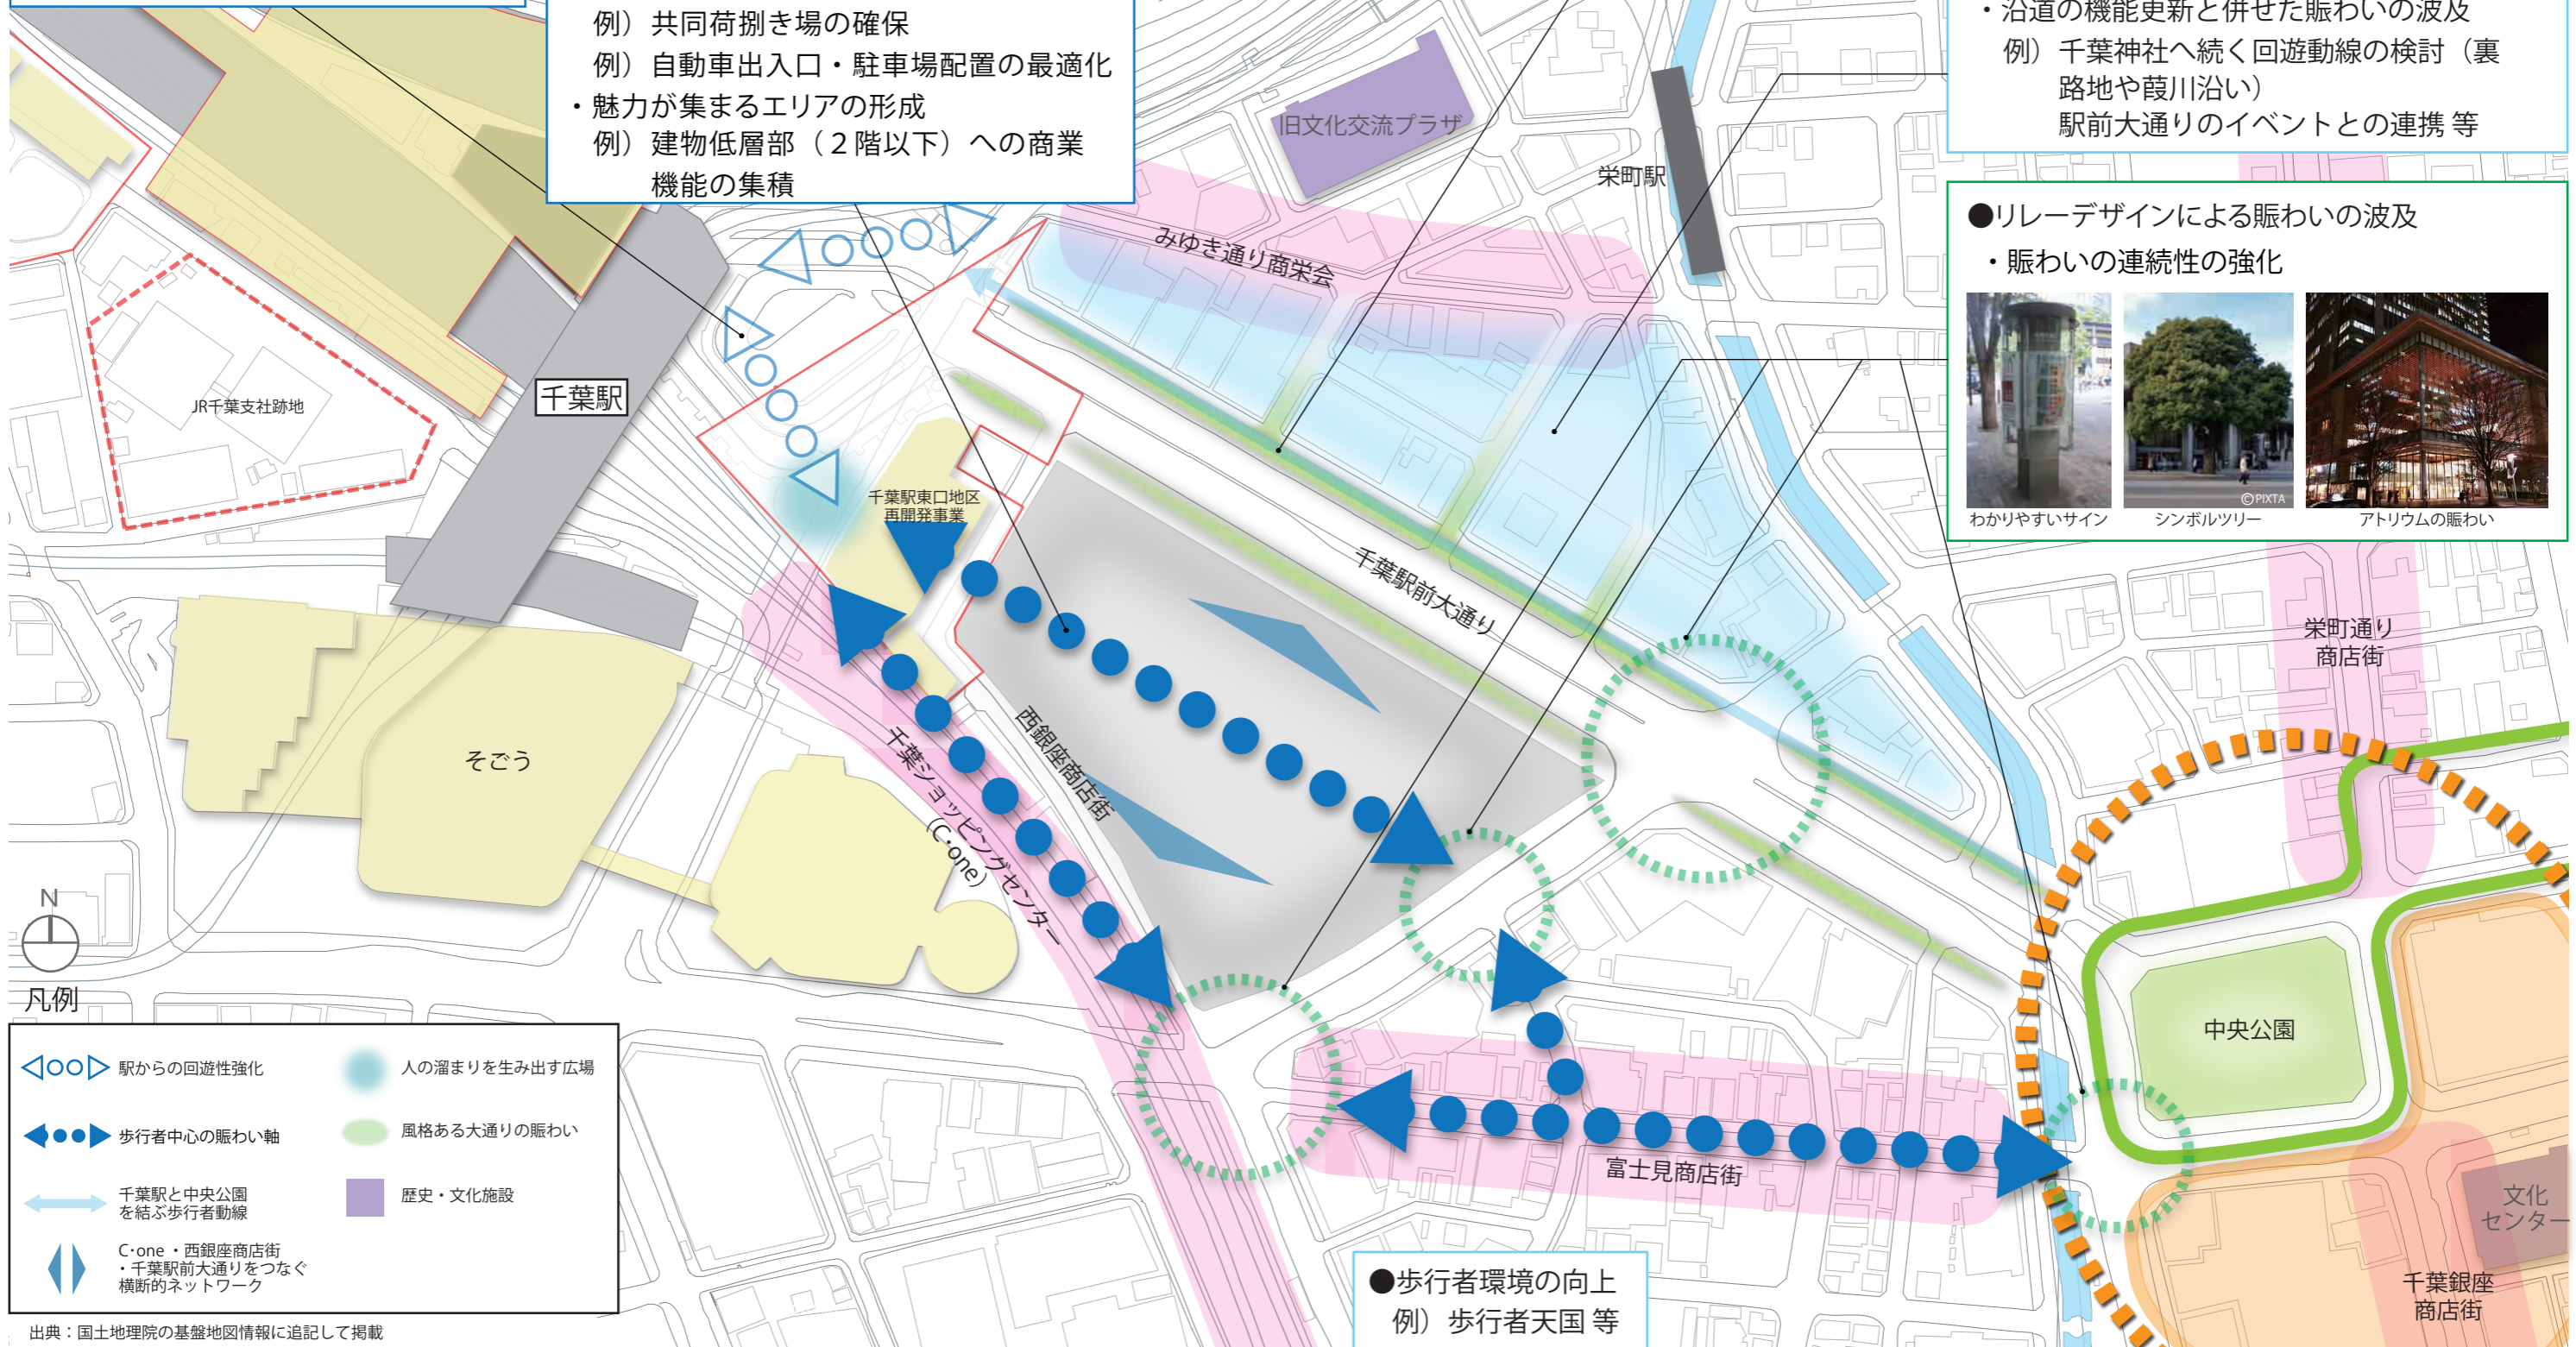 例）共同荷捌き場の確保
例）自動車出入口・駐車場配置の最適化
・魅力が集まるエリアの形成
例）建物低層部（２階以下）への商業
機能の集積
・沿道の機能更新と併せた賑わいの波及
例）千葉神社へ続く回遊動線の検討（裏
路地や葭川沿い）
駅前大通りのイベントとの連携 等
●リレーデザインによる賑わいの波及
・賑わいの連続性の強化
©PIXTA
わかりやすいサイン
シンボルツリー
アトリウムの賑わい
旧文化交流プラザ
栄町駅
みゆき通り商栄会
千葉駅
JR千葉支社跡地
千葉駅東口地区
再開発事業
千葉駅前大通り
栄町通り
商店街
そごう
西銀座商店街
千葉ショッピングセンター
(C・one)
中央公園
富士見商店街
文化
センター
千葉銀座
商店街
●歩行者環境の向上
例）歩行者天国 等
N
凡例
駅からの回遊性強化
歩行者中心の賑わい軸
千葉駅と中央公園
を結ぶ歩行者動線
C・one ・西銀座商店街
・千葉駅前大通りをつなぐ
横断的ネットワーク
人の溜まりを生み出す広場
風格ある大通りの賑わい
歴史・文化施設
出典：国土地理院の基盤地図情報に追記して掲載